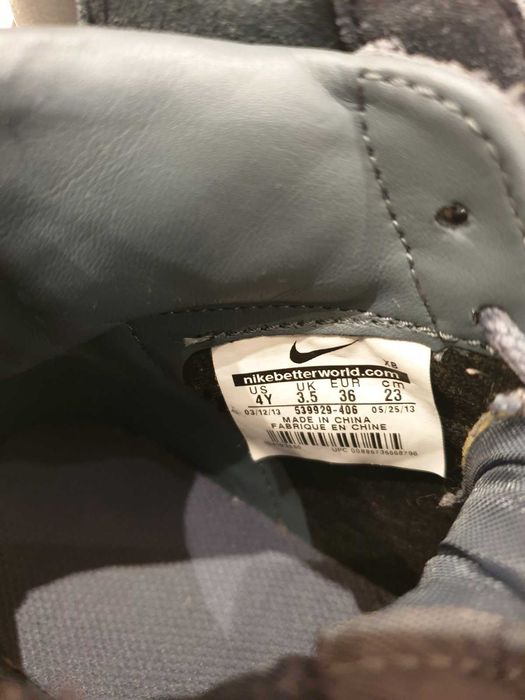 XB
nikebetterworld.com
US UK EUR cm
4Y 3.5 36 23
03/12/13 539929-406 05/25/13
MADE IN CHINA
FABRIQUE EN CHINE
UPC